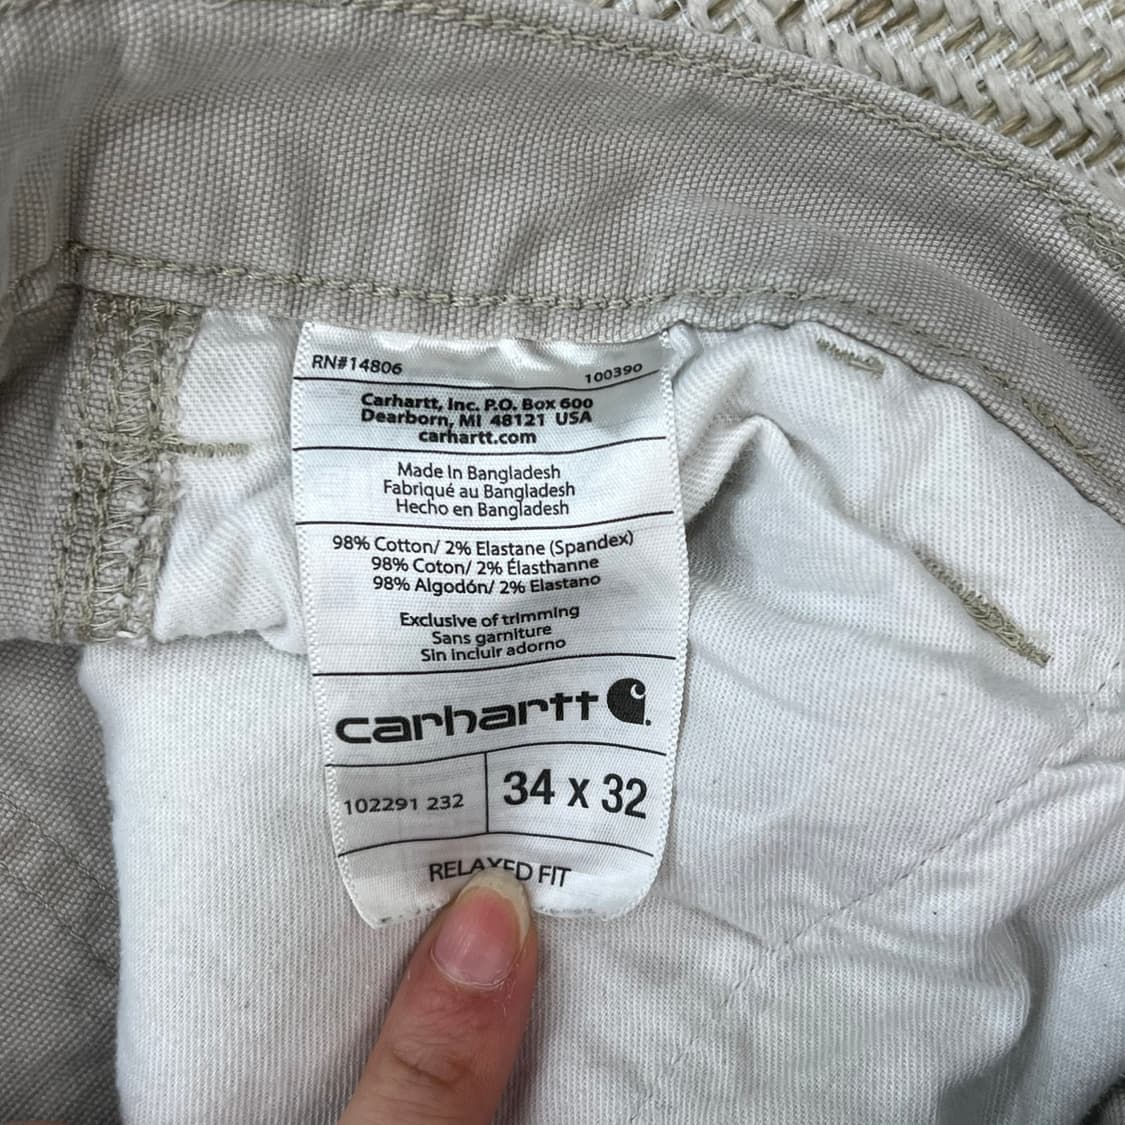 RN#14806
100390
Carhartt, Inc. P.O. Box 600
Dearborn, MI 48121 USA
carhartt.com
Made In Bangladesh
Fabriqué au Bangladesh
Hecho en Bangladesh
98% Cotton/ 2% Elastane (Spandex)
98% Coton/ 2% Élasthanne
98% Algodón/ 2% Elastano
Exclusive of trimming
Sans garniture
Sin incluir adorno
carhartt
102291 232
34 x 32
RELAXED FIT